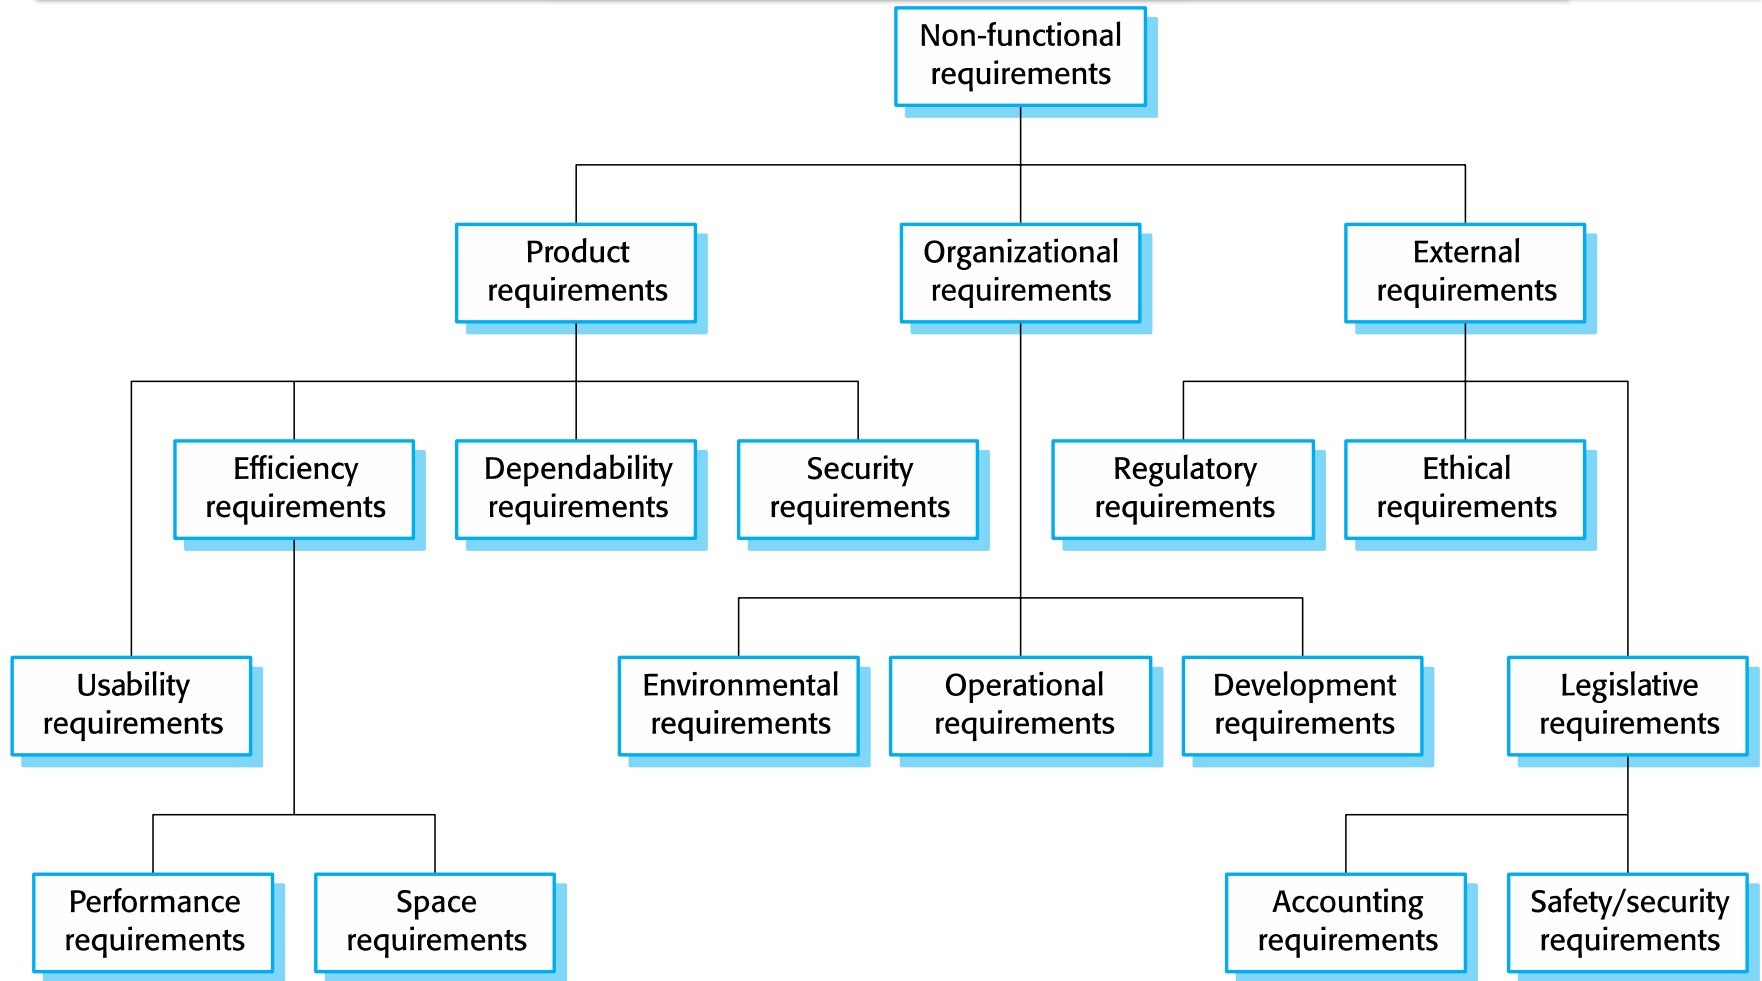 Non-functional
requirements
Product
requirements
Organizational
requirements
External
requirements
Efficiency
requirements
Dependability
requirements
Security
requirements
Regulatory
requirements
Ethical
requirements
Usability
requirements
Environmental
requirements
Operational
requirements
Development
requirements
Legislative
requirements
Performance
requirements
Space
requirements
Accounting
requirements
Safety/security
requirements